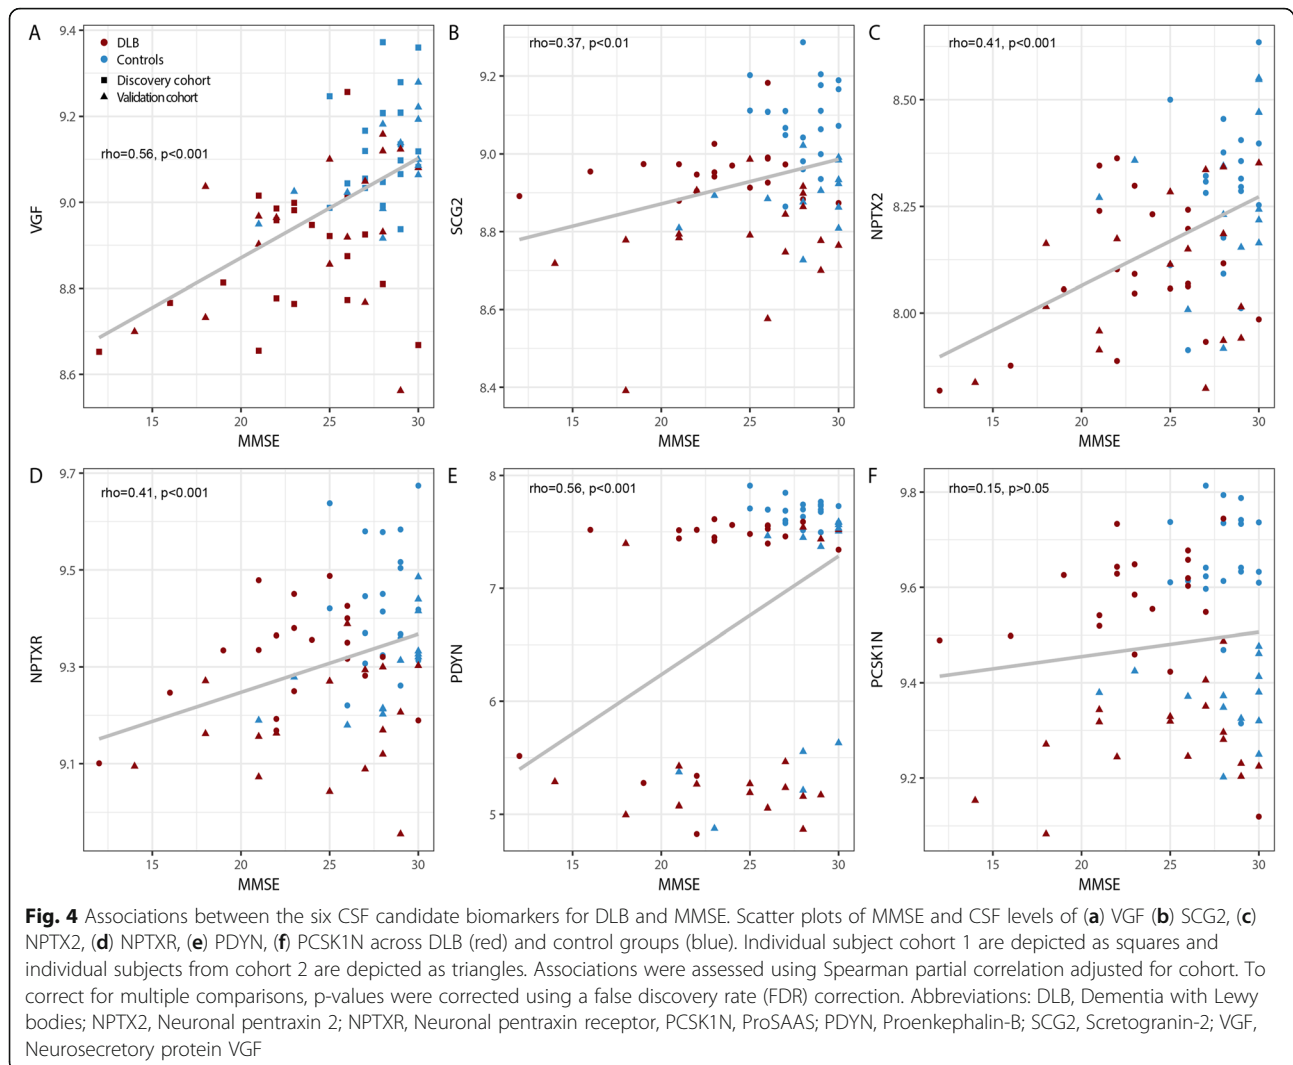 A
9.4
DLB
Controls
Discovery cohort
Validation cohort
rho=0.56, p<0.001
9.2
9.0
8.8
8.6
VGF
15 20 25 30
MMSE
B
rho=0.37, p<0.01
9.2
9.0
8.8
8.6
8.4
SCG2
15 20 25 30
MMSE
C
rho=0.41, p<0.001
8.50
8.25
8.00
NPTX2
15 20 25 30
MMSE
D
9.7
rho=0.41, p<0.001
9.5
9.3
9.1
NPTXR
15 20 25 30
MMSE
E
8
rho=0.56, p<0.001
7
6
5
PDYN
15 20 25 30
MMSE
F
9.8
rho=0.15, p>0.05
9.6
9.4
9.2
PCSK1N
15 20 25 30
MMSE
Fig. 4 Associations between the six CSF candidate biomarkers for DLB and MMSE. Scatter plots of MMSE and CSF levels of (a) VGF (b) SCG2, (c)
NPTX2, (d) NPTXR, (e) PDYN, (f) PCSK1N across DLB (red) and control groups (blue). Individual subject cohort 1 are depicted as squares and
individual subjects from cohort 2 are depicted as triangles. Associations were assessed using Spearman partial correlation adjusted for cohort. To
correct for multiple comparisons, p-values were corrected using a false discovery rate (FDR) correction. Abbreviations: DLB, Dementia with Lewy
bodies; NPTX2, Neuronal pentraxin 2; NPTXR, Neuronal pentraxin receptor, PCSK1N, ProSAAS; PDYN, Proenkephalin-B; SCG2, Scretogranin-2; VGF,
Neurosecretory protein VGF